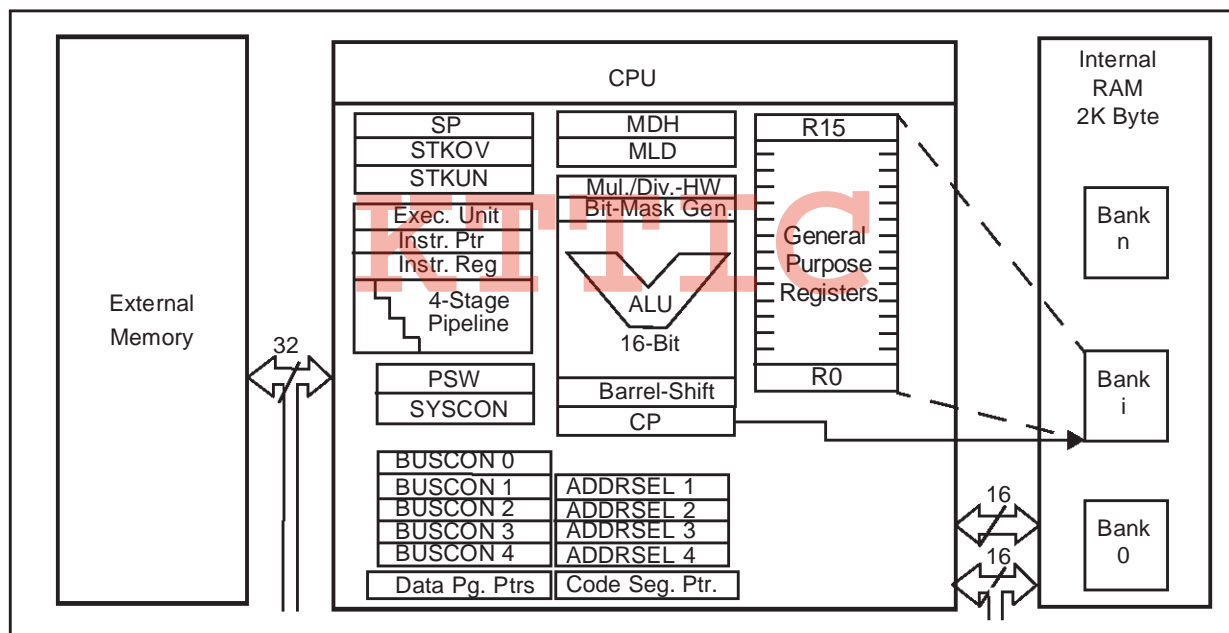 External
Memory
32
CPU
SP
STKOV
STKUN
Exec. Unit
Instr. Ptr
Instr. Reg
4-Stage
Pipeline
PSW
SYSCON
BUSCON 0
BUSCON 1
BUSCON 2
BUSCON 3
BUSCON 4
Data Pg. Ptrs
MDH
MLD
Mul./Div.-HW
Bit-Mask Gen.
ALU
16-Bit
Barrel-Shift
CP
ADDRSEL 1
ADDRSEL 2
ADDRSEL 3
ADDRSEL 4
Code Seg. Ptr.
R15
General
Purpose
Registers
R0
16
16
Internal
RAM
2K Byte
Bank
n
Bank
i
Bank
0
KTTIC